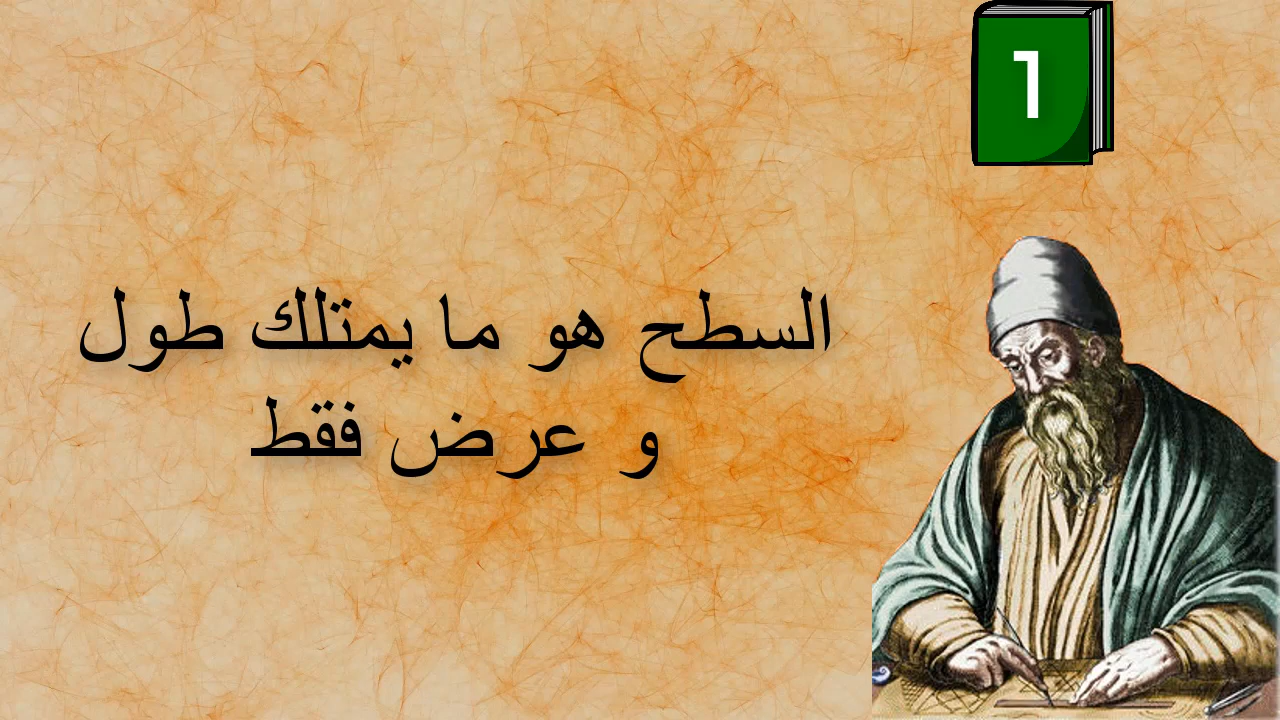 1
السطح هو ما يمتلك طول
و عرض فقط